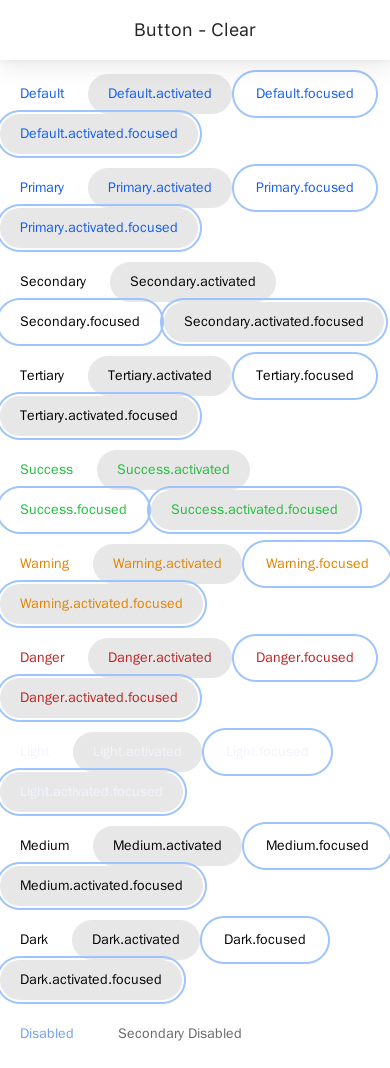 Button - Clear
Default Default.activated Default.focused
Default.activated.focused
Primary Primary.activated Primary.focused
Primary.activated.focused
Secondary Secondary.activated
Secondary.focused Secondary.activated.focused
Tertiary Tertiary.activated Tertiary.focused
Tertiary.activated.focused
Success Success.activated
Success.focused Success.activated.focused
Warning Warning.activated Warning.focused
Warning.activated.focused
Danger Danger.activated Danger.focused
Danger.activated.focused
Light Light.activated Light.focused
Light.activated.focused
Medium Medium.activated Medium.focused
Medium.activated.focused
Dark Dark.activated Dark.focused
Dark.activated.focused
Disabled Secondary Disabled